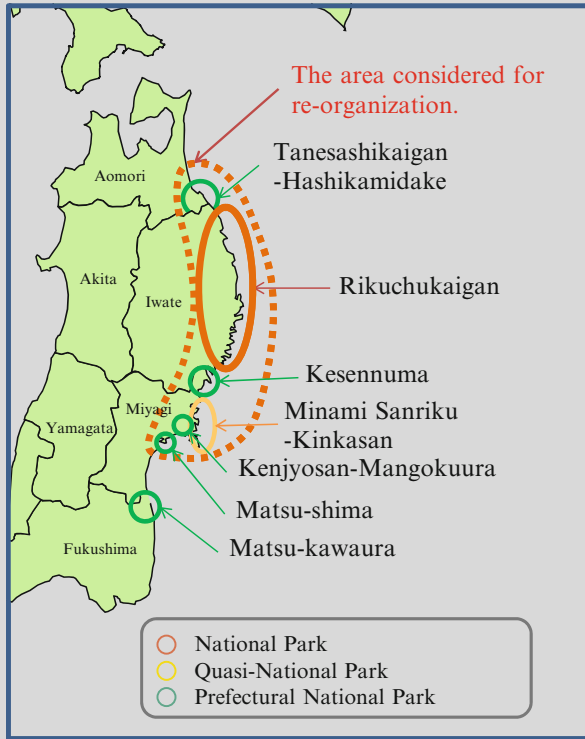 The area considered for
re-organization.
Tanesashikaigan
-Hashikamidake
Aomori
Akita
Iwate
Rikuchukaigan
Kesennuma
Miyagi
Minami Sanriku
-Kinkasan
Yamagata
Kenjyosan-Mangokuura
Matsu-shima
Fukushima
Matsu-kawaura
National Park
Quasi-National Park
Prefectural National Park